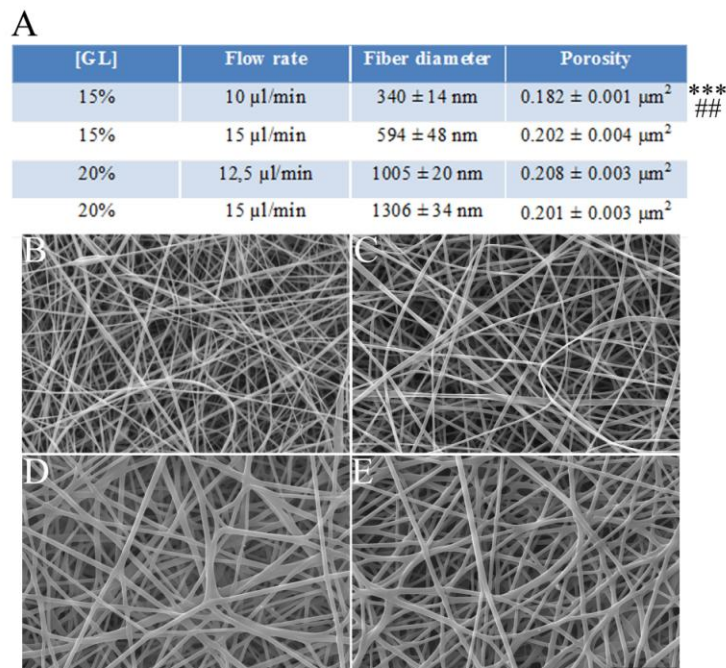 A
[GL] Flow rate Fiber diameter Porosity
15% 10 µl/min 340 ± 14 nm 0.182 ± 0.001 µm² ***
##
15% 15 µl/min 594 ± 48 nm 0.202 ± 0.004 µm²
20% 12,5 µl/min 1005 ± 20 nm 0.208 ± 0.003 µm²
20% 15 µl/min 1306 ± 34 nm 0.201 ± 0.003 µm²
B C
D E